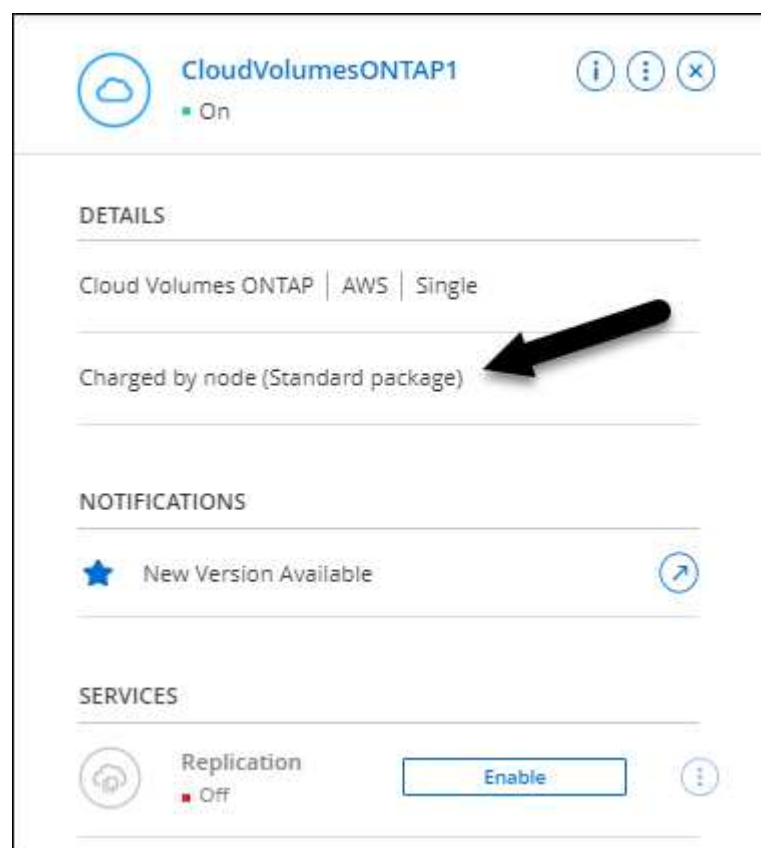 CloudVolumesONTAP1
On
DETAILS
Cloud Volumes ONTAP | AWS | Single
Charged by node (Standard package)
NOTIFICATIONS
New Version Available
SERVICES
Replication
Enable
Off